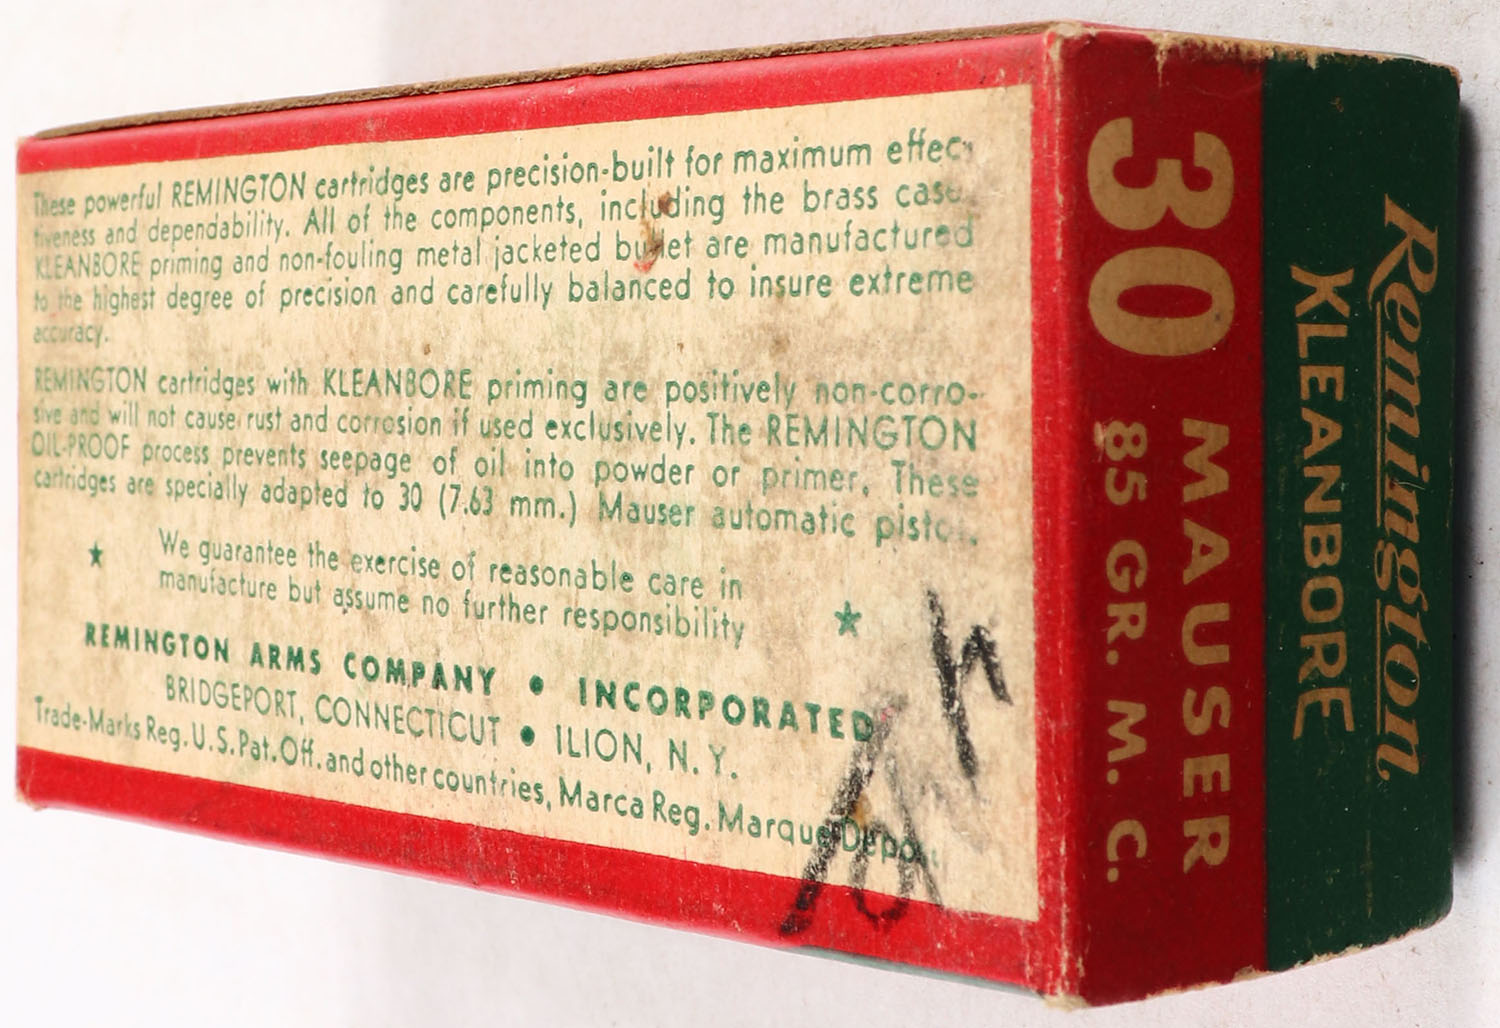 These powerful REMINGTON cartridges are precision-built for maximum effec-
tiveness and dependability. All of the components, including the brass case
KLEANBORE priming and non-fouling metal jacketed bullet are manufactured
to the highest degree of precision and carefully balanced to insure extreme
accuracy.
REMINGTON cartridges with KLEANBORE priming are positively non-corro-
sive and will not cause rust and corrosion if used exclusively. The REMINGTON
OIL-PROOF process prevents seepage of oil into powder or primer. These
cartridges are specially adapted to 30 (7.63 mm.) Mauser automatic pistol.
We guarantee the exercise of reasonable care in
manufacture but assume no further responsibility
REMINGTON ARMS COMPANY • INCORPORATED
BRIDGEPORT, CONNECTICUT • ILION, N. Y.
Trade-Marks Reg. U.S. Pat. Off. and other countries, Marca Reg. Marque Depos.
30 MAUSER
85 GR. M. C.
Remington
KLEANBORE